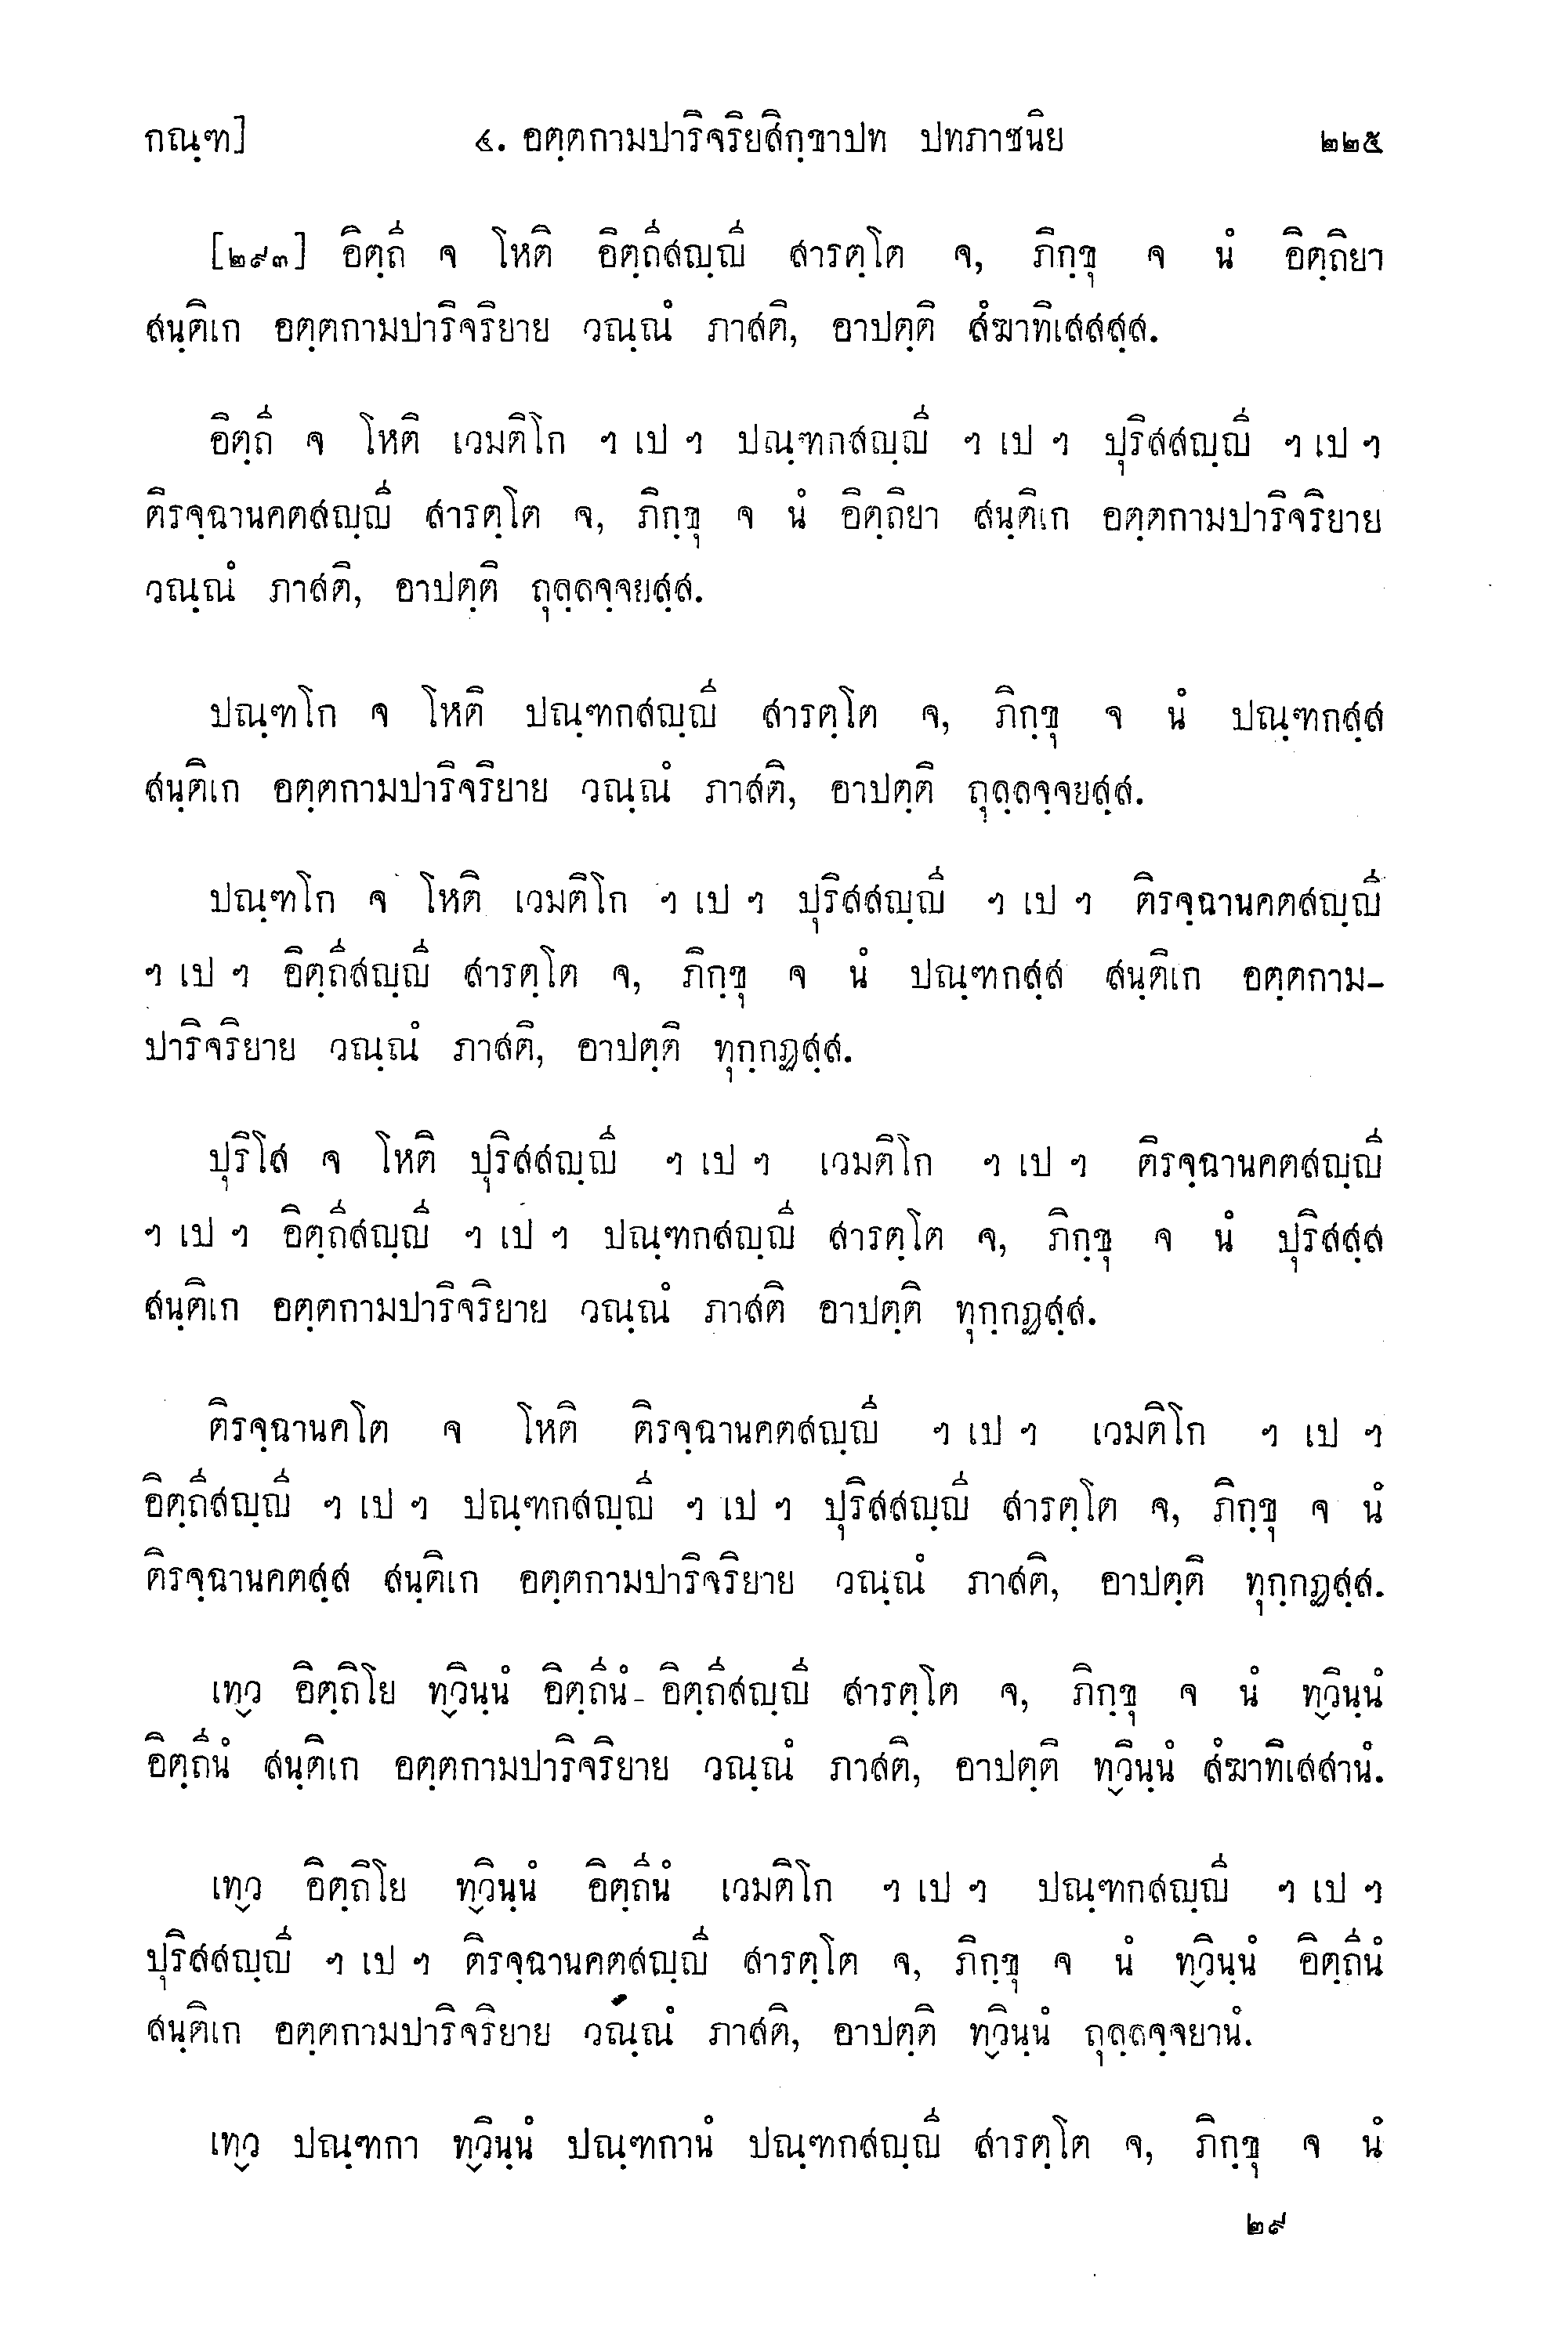 กณฺฑ] ๔. อตฺตกามปาริจริยสิกฺขาปท ปทภาชนิย ๒๒๕
[๒๙๓] อิตฺถี จ โหติ อิตฺถีสญฺญี สารตฺโต จ, ภิกฺขุ จ นํ อิตฺถิยา
สนฺติเก อตฺตกามปาริจริยาย วณฺณํ ภาสติ, อาปตฺติ สํฆาทิเสสสฺส.
อิตฺถี จ โหติ เวมติโก ฯ เป ฯ ปณฺฑกสญฺญี ฯ เป ฯ ปุริสสญฺญี ฯ เป ฯ
ติรจฺฉานคตสญฺญี สารตฺโต จ, ภิกฺขุ จ นํ อิตฺถิยา สนฺติเก อตฺตกามปาริจริยาย
วณฺณํ ภาสติ, อาปตฺติ ถุลฺลจฺจยสฺส.
ปณฺฑโก จ โหติ ปณฺฑกสญฺญี สารตฺโต จ, ภิกฺขุ จ นํ ปณฺฑกสฺส
สนฺติเก อตฺตกามปาริจริยาย วณฺณํ ภาสติ, อาปตฺติ ถุลฺลจฺจยสฺส.
ปณฺฑโก จ โหติ เวมติโก ฯ เป ฯ ปุริสสญฺญี ฯ เป ฯ ติรจฺฉานคตสญฺญี
ฯ เป ฯ อิตฺถีสญฺญี สารตฺโต จ, ภิกฺขุ จ นํ ปณฺฑกสฺส สนฺติเก อตฺตกาม-
ปาริจริยาย วณฺณํ ภาสติ, อาปตฺติ ทุกฺกฏสฺส.
ปุริโส จ โหติ ปุริสสญฺญี ฯ เป ฯ เวมติโก ฯ เป ฯ ติรจฺฉานคตสญฺญี
ฯ เป ฯ อิตฺถีสญฺญี ฯ เป ฯ ปณฺฑกสญฺญี สารตฺโต จ, ภิกฺขุ จ นํ ปุริสสฺส
สนฺติเก อตฺตกามปาริจริยาย วณฺณํ ภาสติ อาปตฺติ ทุกฺกฏสฺส.
ติรจฺฉานคโต จ โหติ ติรจฺฉานคตสญฺญี ฯ เป ฯ เวมติโก ฯ เป ฯ
อิตฺถีสญฺญี ฯ เป ฯ ปณฺฑกสญฺญี ฯ เป ฯ ปุริสสญฺญี สารตฺโต จ, ภิกฺขุ จ นํ
ติรจฺฉานคตสฺส สนฺติเก อตฺตกามปาริจริยาย วณฺณํ ภาสติ, อาปตฺติ ทุกฺกฏสฺส.
เทฺว อิตฺถิโย ทฺวินฺนํ อิตฺถีนํ อิตฺถีสญฺญี สารตฺโต จ, ภิกฺขุ จ นํ ทฺวินฺนํ
อิตฺถีนํ สนฺติเก อตฺตกามปาริจริยาย วณฺณํ ภาสติ, อาปตฺติ ทฺวินฺนํ สํฆาทิเสสานํ.
เทฺว อิตฺถิโย ทฺวินฺนํ อิตฺถีนํ เวมติโก ฯ เป ฯ ปณฺฑกสญฺญี ฯ เป ฯ
ปุริสสญฺญี ฯ เป ฯ ติรจฺฉานคตสญฺญี สารตฺโต จ, ภิกฺขุ จ นํ ทฺวินฺนํ อิตฺถีนํ
สนฺติเก อตฺตกามปาริจริยาย วณฺณํ ภาสติ, อาปตฺติ ทฺวินฺนํ ถุลฺลจฺจยานํ.
เทฺว ปณฺฑกา ทฺวินฺนํ ปณฺฑกานํ ปณฺฑกสญฺญี สารตฺโต จ, ภิกฺขุ จ นํ
๒๙